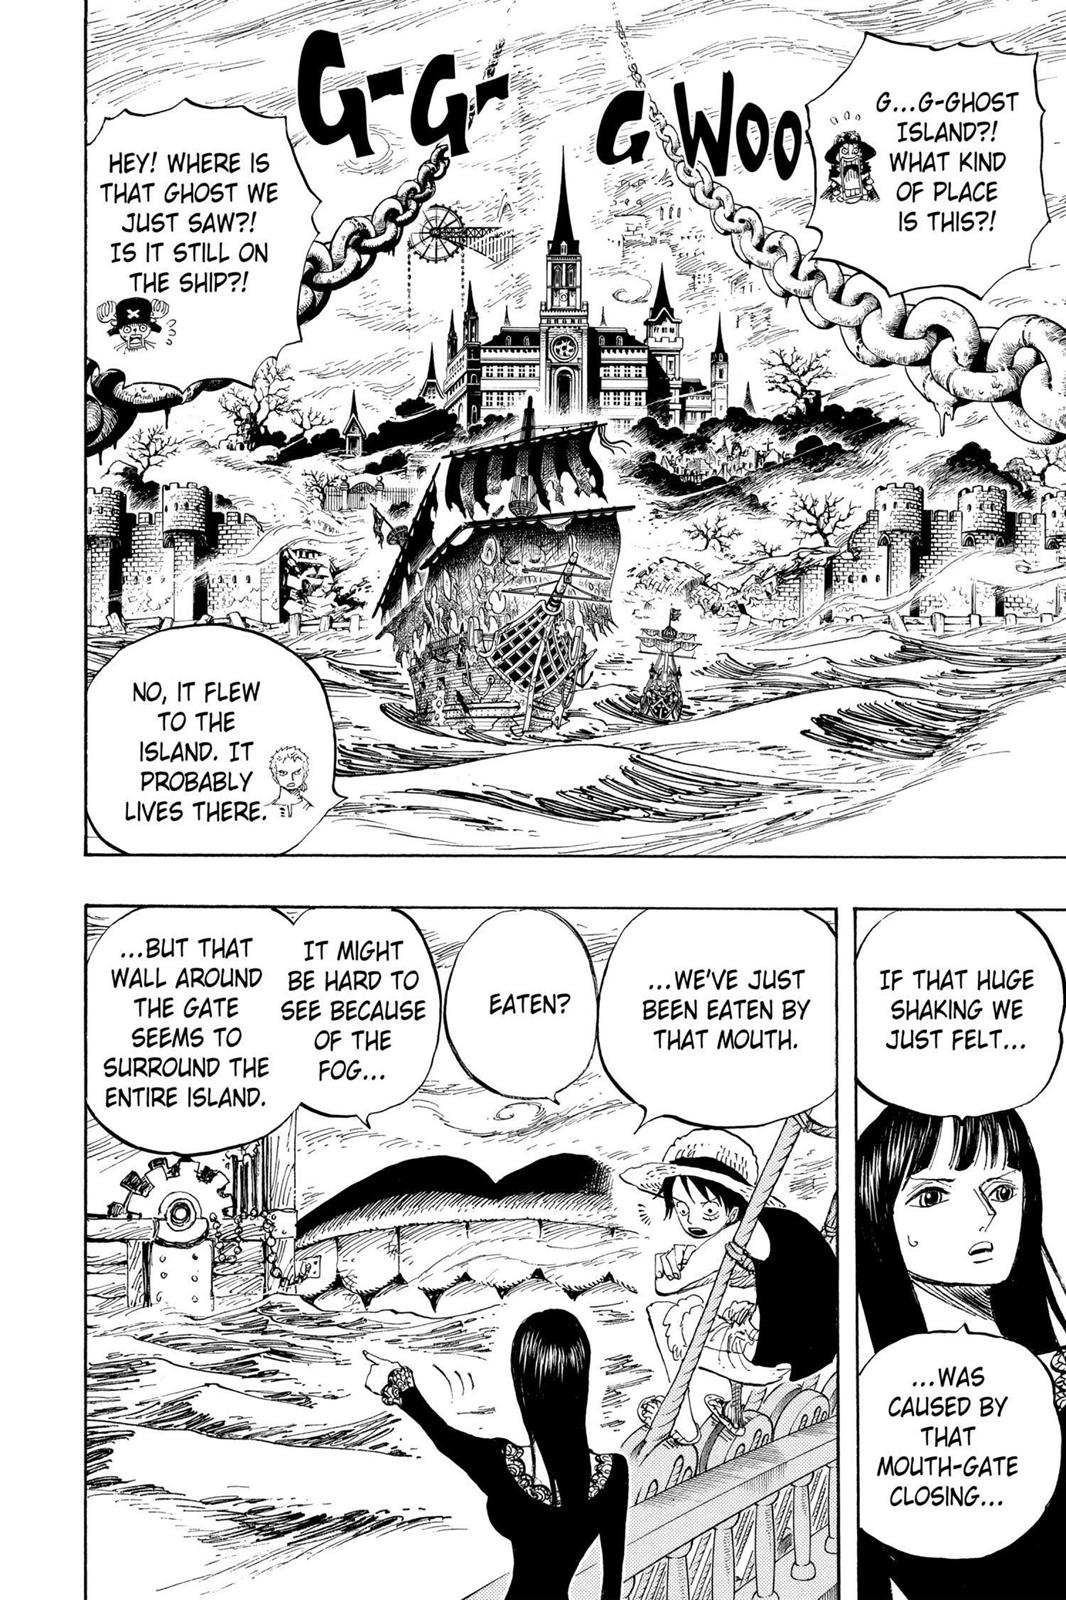 G...G-GHOST
ISLAND?!
WHAT KIND
OF PLACE
IS THIS?!
G-G-
G WOO
HEY! WHERE IS
THAT GHOST WE
JUST SAW?!
IS IT STILL ON
THE SHIP?!
NO, IT FLEW
TO THE
ISLAND. IT
PROBABLY
LIVES THERE.
IF THAT HUGE
SHAKING WE
JUST FELT...
...WAS
CAUSED BY
THAT
MOUTH-GATE
CLOSING...
...WE'VE JUST
BEEN EATEN BY
THAT MOUTH.
EATEN?
IT MIGHT
BE HARD TO
SEE BECAUSE
OF THE
FOG...
...BUT THAT
WALL AROUND
THE GATE
SEEMS TO
SURROUND THE
ENTIRE ISLAND.